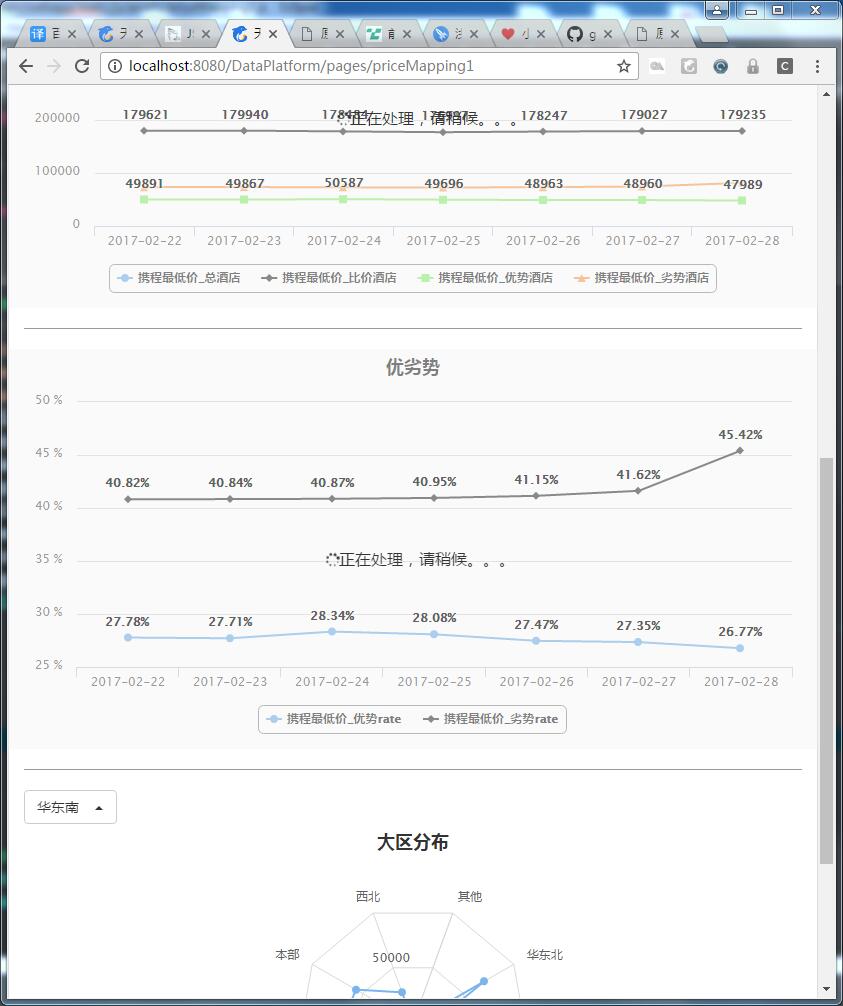 译
localhost:8080/DataPlatform/pages/priceMapping1
C
200000
179621 179940 178484 178247 179027 179235
正在处理，请稍候。。。
100000
49891 49867 50587 49696 48963 48960 47989
0
2017-02-22 2017-02-23 2017-02-24 2017-02-25 2017-02-26 2017-02-27 2017-02-28
携程最低价_总酒店 携程最低价_比价酒店 携程最低价_优势酒店 携程最低价_劣势酒店
优劣势
50 %
45.42%
45 %
40.82% 40.84% 40.87% 40.95% 41.15% 41.62%
40 %
35 %
正在处理，请稍候。。。
30 %
27.78% 27.71% 28.34% 28.08% 27.47% 27.35% 26.77%
25 %
2017-02-22 2017-02-23 2017-02-24 2017-02-25 2017-02-26 2017-02-27 2017-02-28
携程最低价_优势rate 携程最低价_劣势rate
华东南
大区分布
西北 其他
本部 50000 华东北